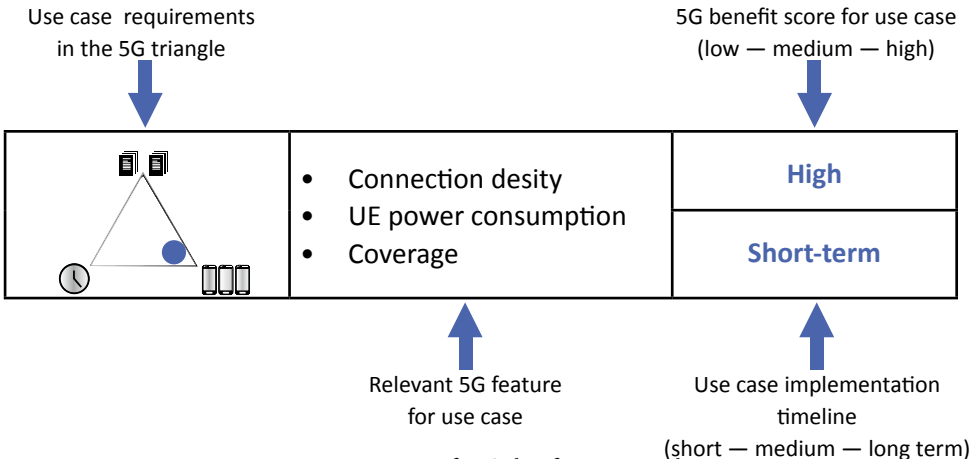 Use case requirements
in the 5G triangle
5G benefit score for use case
(low — medium — high)
• Connection desity
• UE power consumption
• Coverage
High
Short-term
Relevant 5G feature
for use case
Use case implementation
timeline
(short — medium — long term)